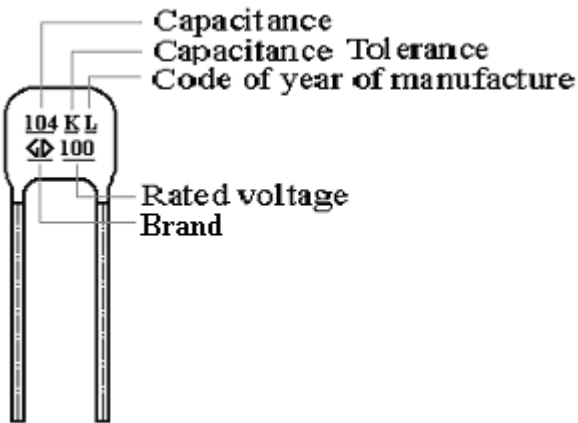 Capacitance
Capacitance Tolerance
Code of year of manufacture
104 K L
100
Rated voltage
Brand